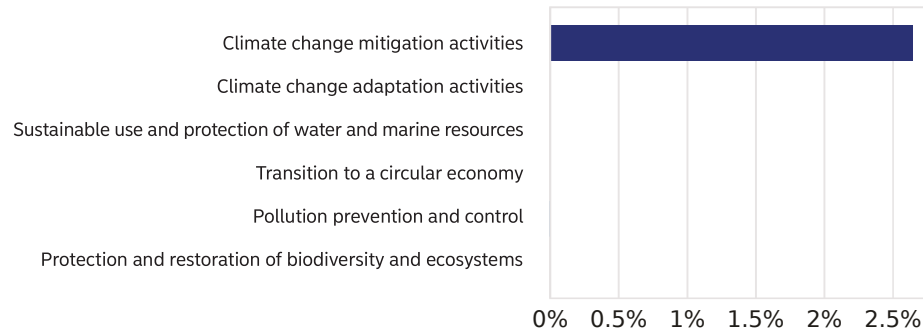 Climate change mitigation activities
Climate change adaptation activities
Sustainable use and protection of water and marine resources
Transition to a circular economy
Pollution prevention and control
Protection and restoration of biodiversity and ecosystems
0% 0.5% 1% 1.5% 2% 2.5%